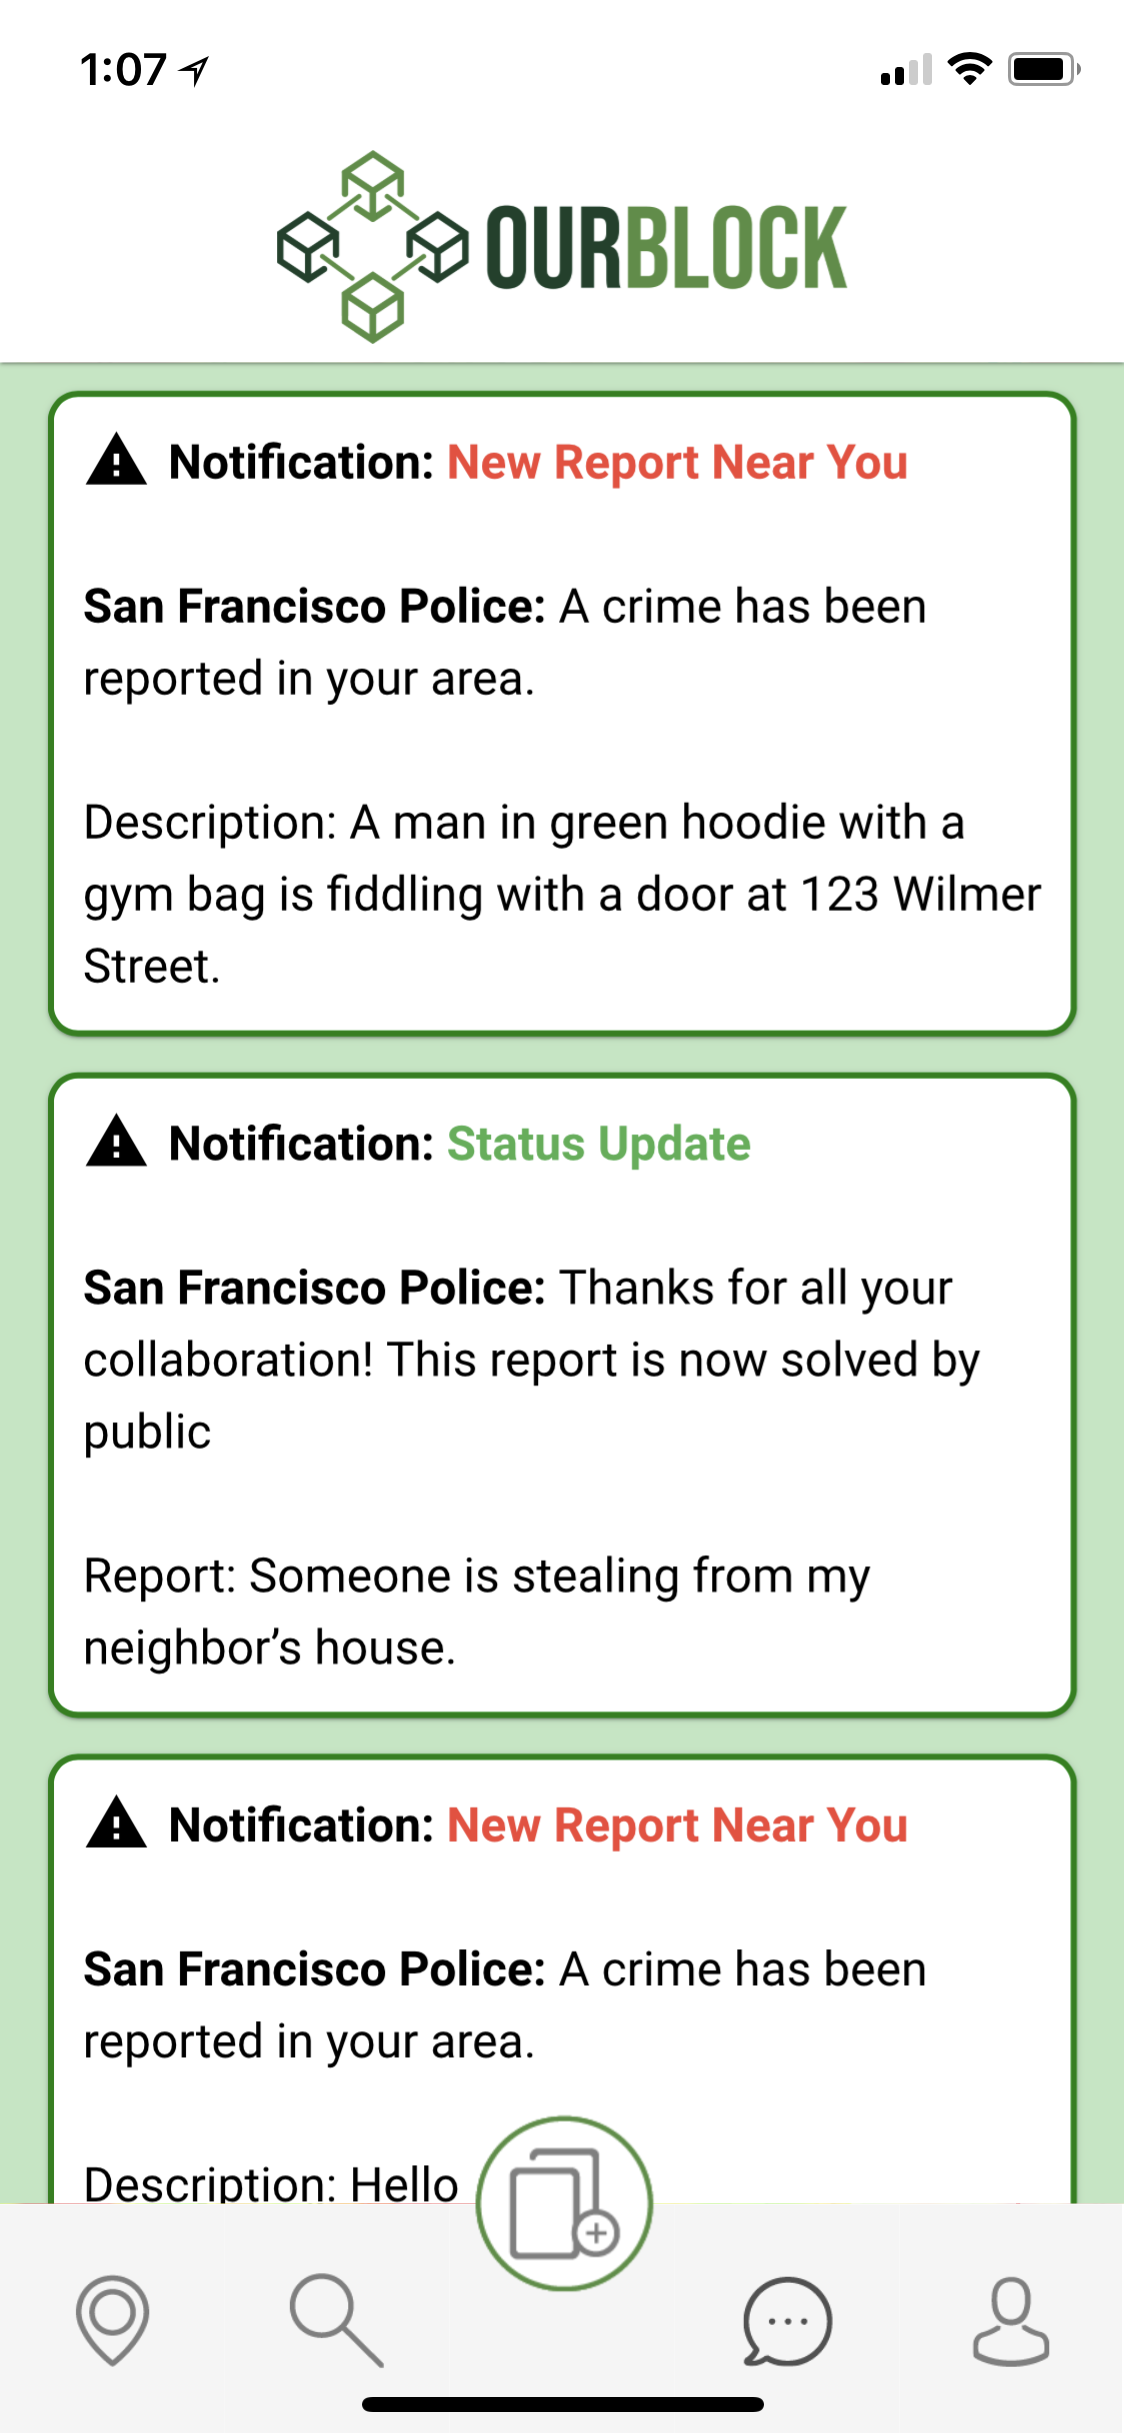 1:07
OURBLOCK
Notification: New Report Near You
San Francisco Police: A crime has been
reported in your area.
Description: A man in green hoodie with a
gym bag is fiddling with a door at 123 Wilmer
Street.
Notification: Status Update
San Francisco Police: Thanks for all your
collaboration! This report is now solved by
public
Report: Someone is stealing from my
neighbor’s house.
Notification: New Report Near You
San Francisco Police: A crime has been
reported in your area.
Description: Hello